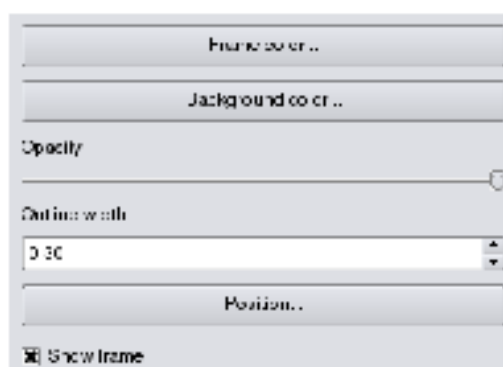 Frame color...
Background color...
Opacity
Outline width
0.30
Position...
Show frame